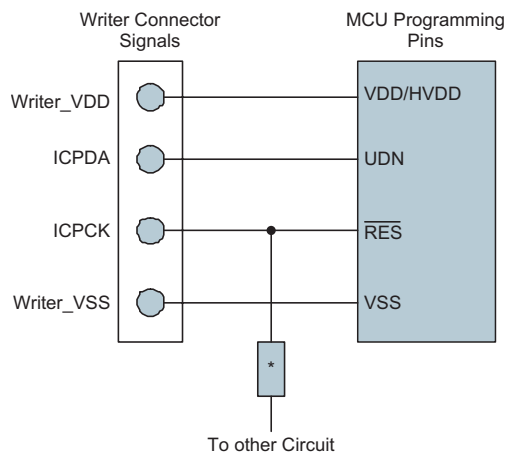 Writer Connector
Signals
MCU Programming
Pins
Writer_VDD
VDD/HVDD
ICPDA
UDN
ICPCK
RES
Writer_VSS
VSS
*
To other Circuit